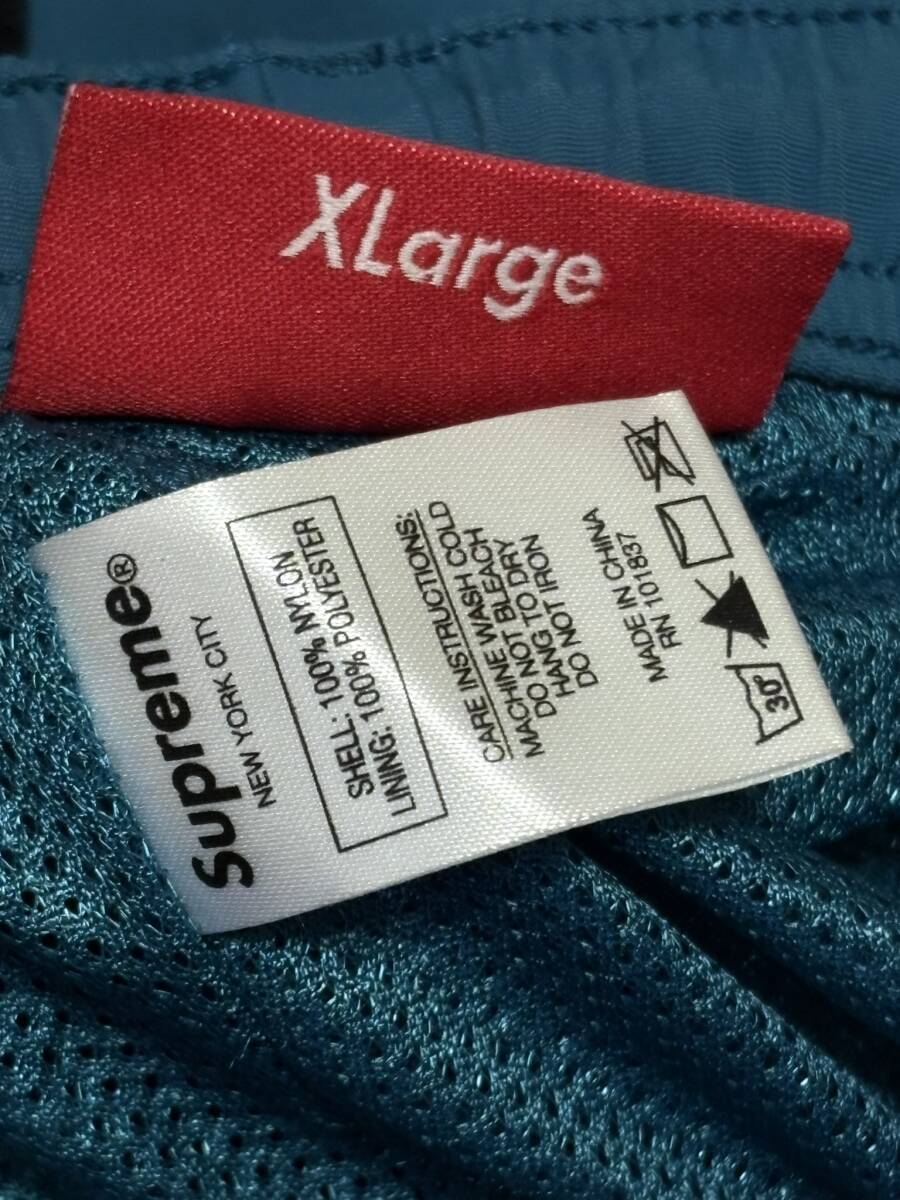 XLarge
Supreme®
NEW YORK CITY
SHELL: 100% NYLON
LINING: 100% POLYESTER
CARE INSTRUCTIONS:
MACHINE WASH COLD
DO NOT BLEACH
HANG TO DRY
DO NOT IRON
MADE IN CHINA
RN 101837
30°